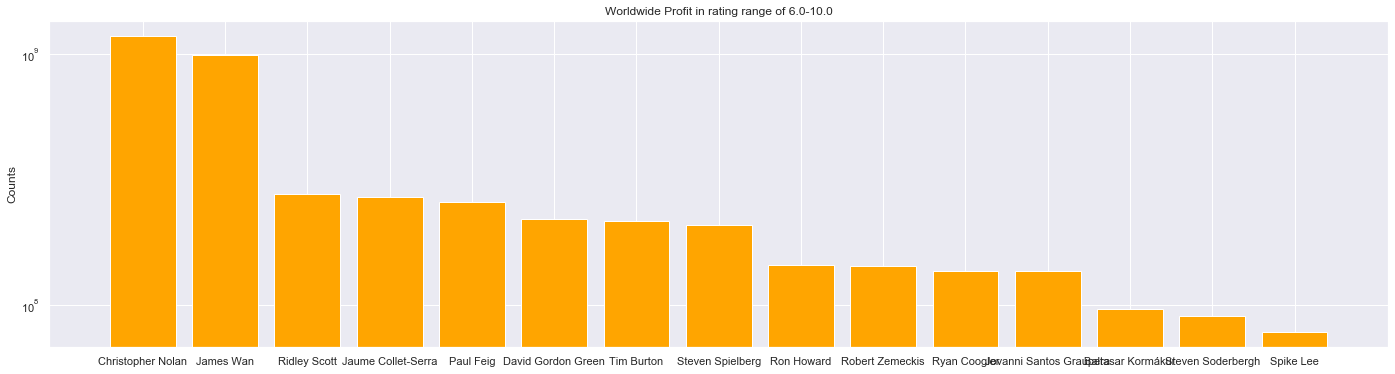 Worldwide Profit in rating range of 6.0-10.0
10⁹
Counts
10⁸
Christopher Nolan James Wan Ridley Scott Jaume Collet-Serra Paul Feig David Gordon Green Tim Burton Steven Spielberg Ron Howard Robert Zemeckis Ryan Coogler Santos Steven Soderbergh Spike Lee